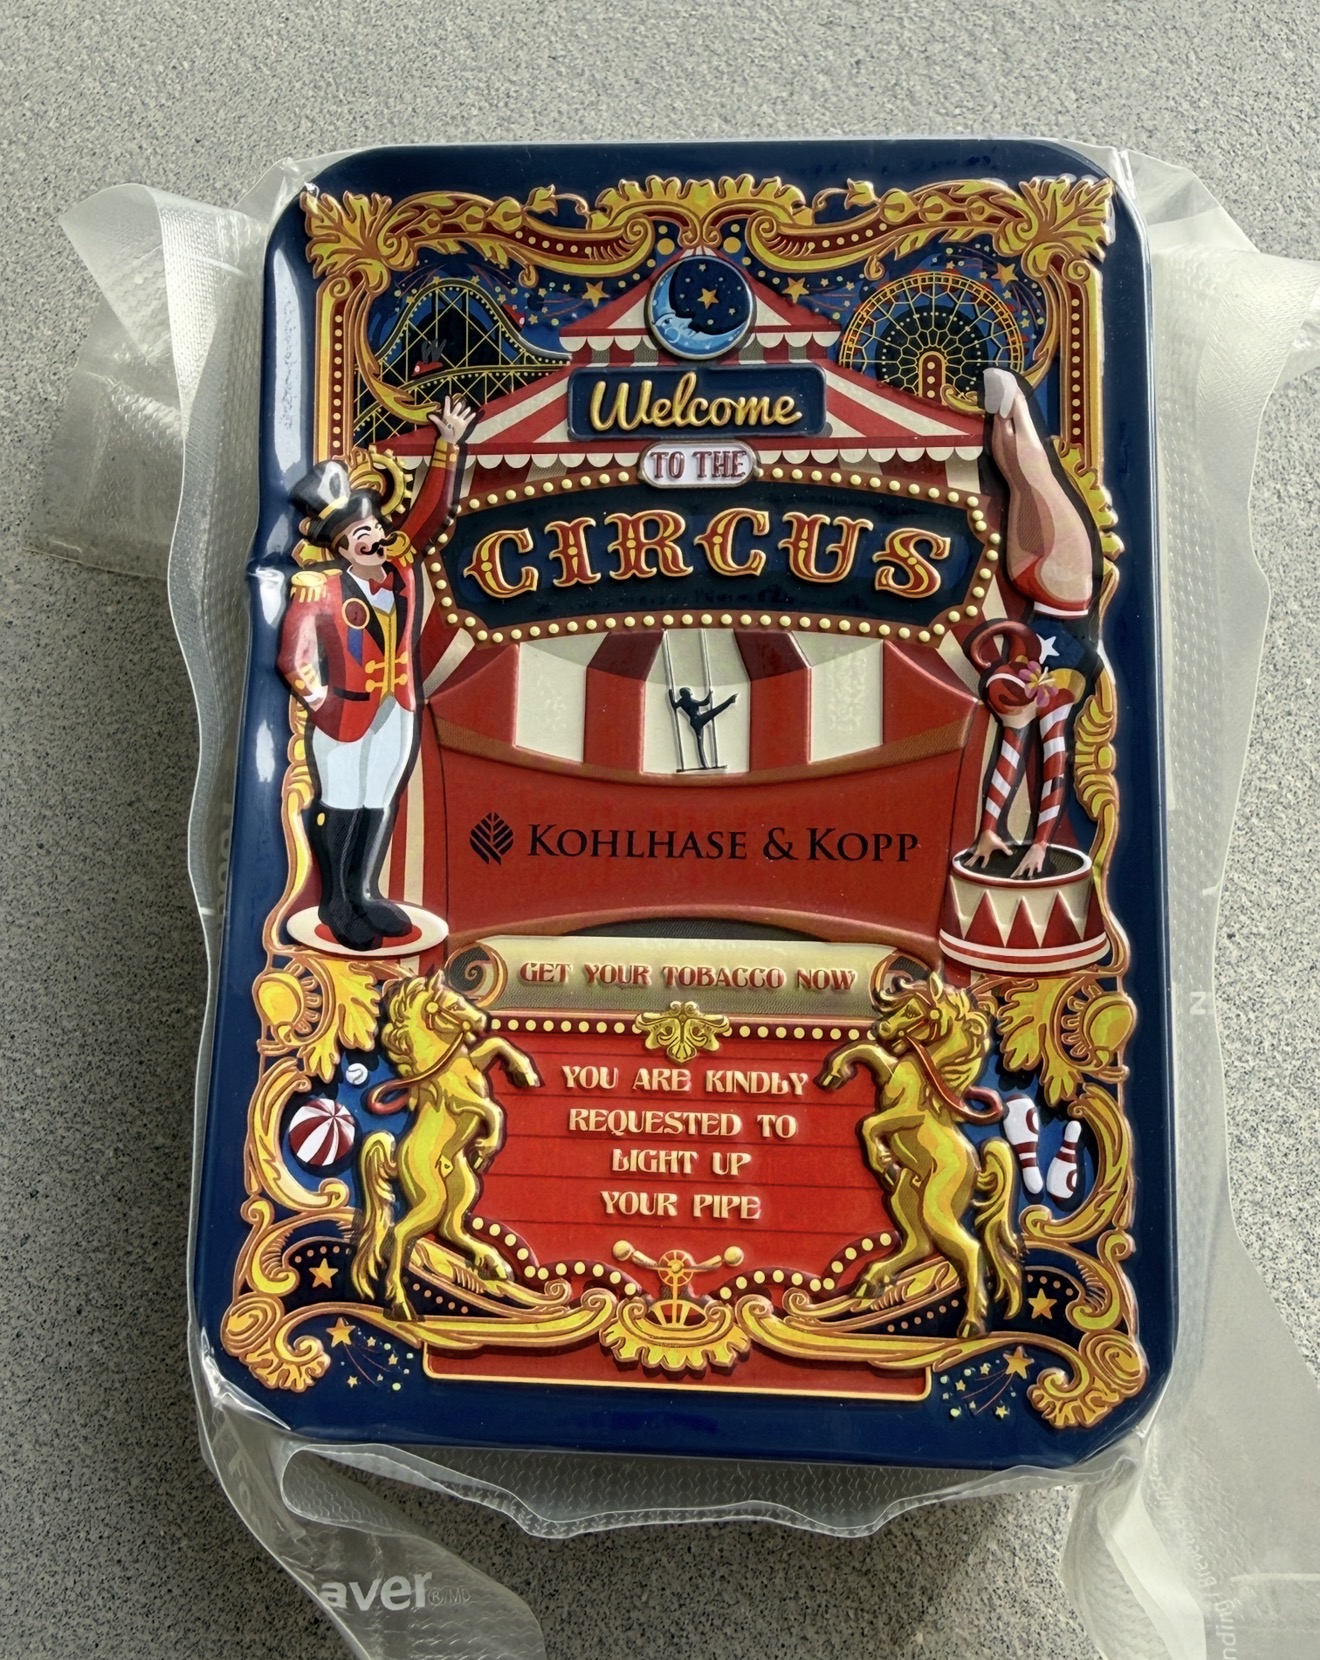 Welcome
TO THE
CIRCUS
KOHLHASE & KOPP
GET YOUR TOBACCO NOW
YOU ARE KINDLY
REQUESTED TO
LIGHT UP
YOUR PIPE
aver